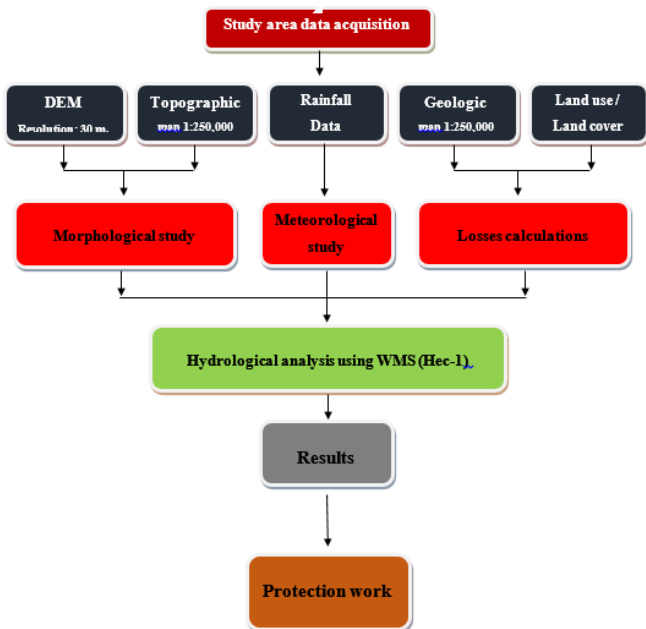 Study area data acquisition
DEM
Resolution: 30 m.
Topographic
map 1:250,000
Rainfall
Data
Geologic
map 1:250,000
Land use /
Land cover
Morphological study
Meteorological
study
Losses calculations
Hydrological analysis using WMS (Hec-1)
Results
Protection work